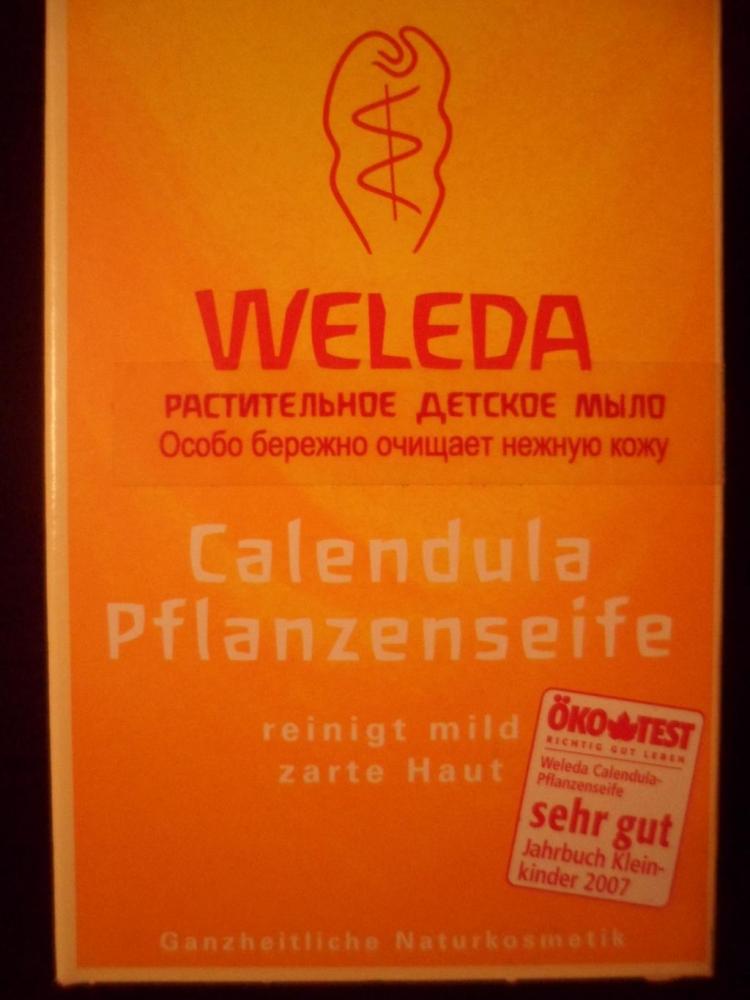 WELEDA
РАСТИТЕЛЬНОЕ ДЕТСКОЕ МЫЛО
Особо бережно очищает нежную кожу
Calendula
Pflanzenseife
reinigt mild
zarte Haut
ÖKO TEST
RICHTIG GUT LEBEN
Weleda Calendula-
Pflanzenseife
sehr gut
Jahrbuch Klein-
kinder 2007
Ganzheitliche Naturkosmetik